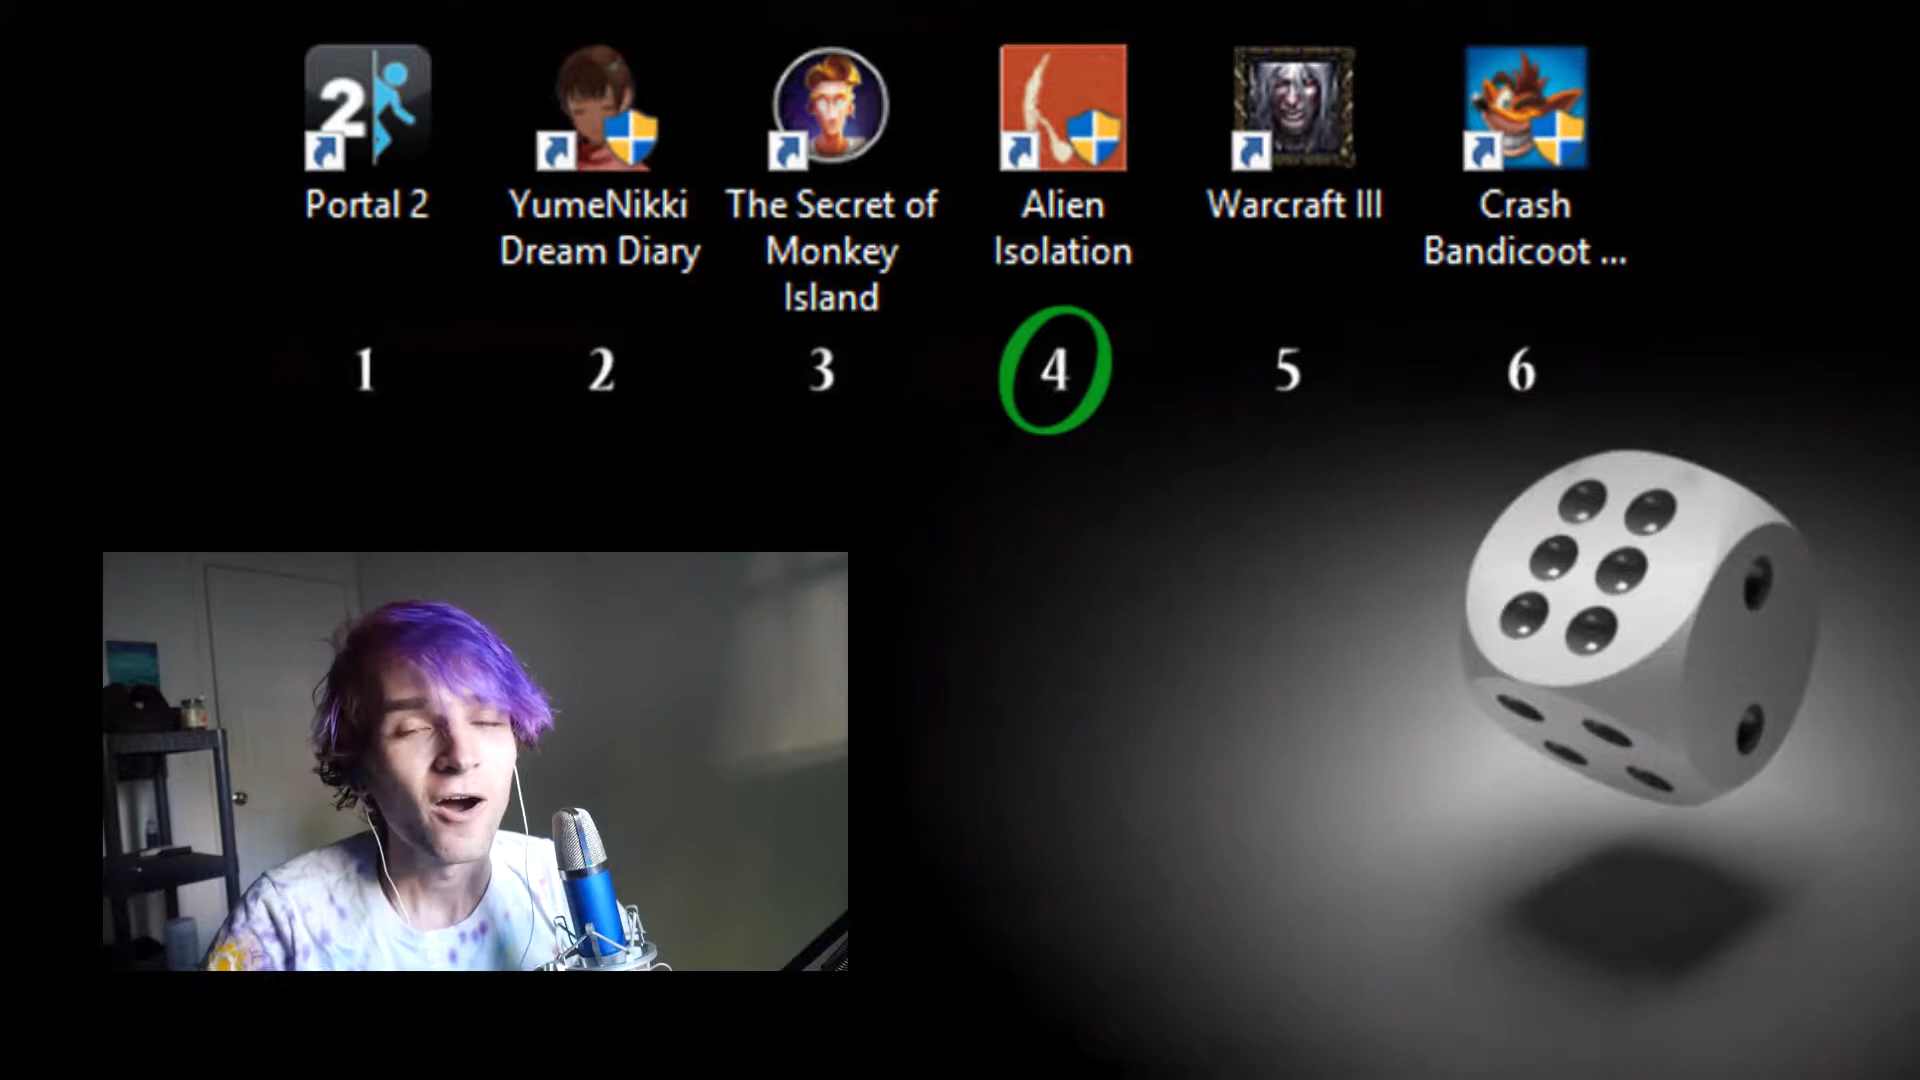 2
Portal 2
YumeNikki
Dream Diary
The Secret of
Monkey
Island
Alien
Isolation
Warcraft III
Crash
Bandicoot ...
1 2 3 4 5 6